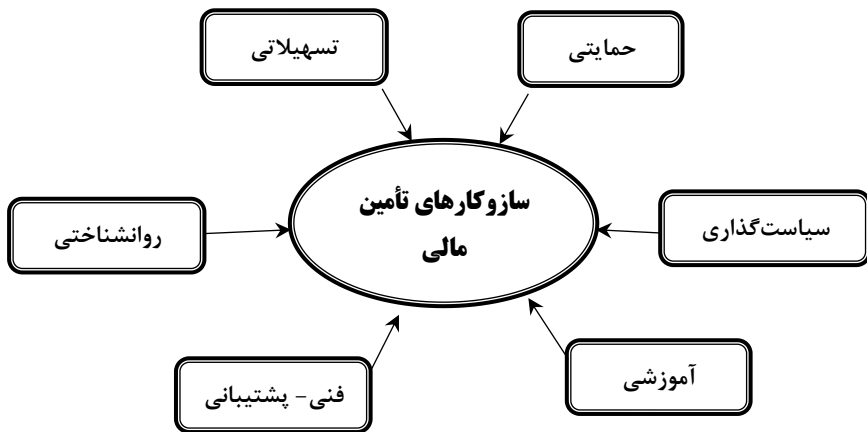 حمایتی
تسهیلاتی
سازوکارهای تأمین
مالی
سیاست‌گذاری
روانشناختی
آموزشی
فنی- پشتیبانی